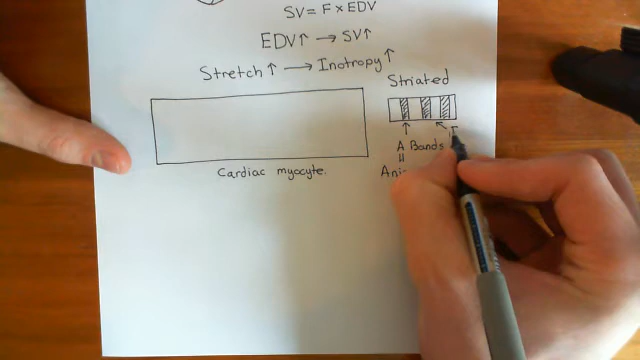 SV = F × EDV
EDV↑ → SV↑
Stretch ↑ → Inotropy ↑
Striated
I
A Bands
=
Cardiac myocyte.